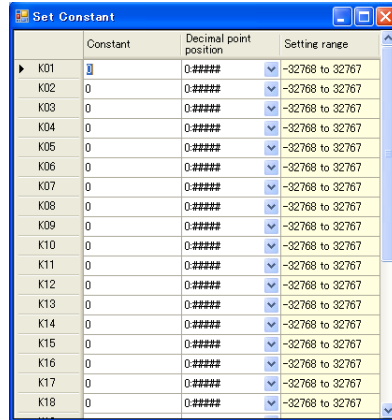 Set Constant
Constant Decimal point position Setting range
K01 0 0:##### -32768 to 32767
K02 0 0:##### -32768 to 32767
K03 0 0:##### -32768 to 32767
K04 0 0:##### -32768 to 32767
K05 0 0:##### -32768 to 32767
K06 0 0:##### -32768 to 32767
K07 0 0:##### -32768 to 32767
K08 0 0:##### -32768 to 32767
K09 0 0:##### -32768 to 32767
K10 0 0:##### -32768 to 32767
K11 0 0:##### -32768 to 32767
K12 0 0:##### -32768 to 32767
K13 0 0:##### -32768 to 32767
K14 0 0:##### -32768 to 32767
K15 0 0:##### -32768 to 32767
K16 0 0:##### -32768 to 32767
K17 0 0:##### -32768 to 32767
K18 0 0:##### -32768 to 32767